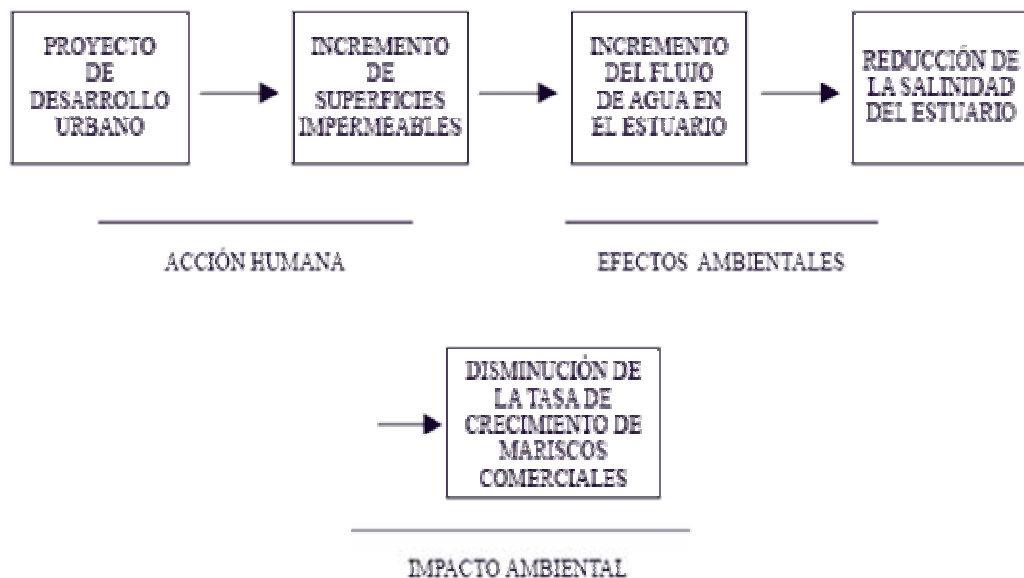 PROYECTO
DE
DESARROLLO
URBANO
INCREMENTO
DE
SUPERFICIES
IMPERMEABLES
INCREMENTO
DEL FLUJO
DE AGUA EN
EL ESTUARIO
REDUCCIÓN DE
LA SALINIDAD
DEL ESTUARIO
ACCIÓN HUMANA
EFECTOS AMBIENTALES
DISMINUCIÓN DE
LA TASA DE
CRECIMIENTO DE
MARISCOS
COMERCIALES
IMPACTO AMBIENTAL